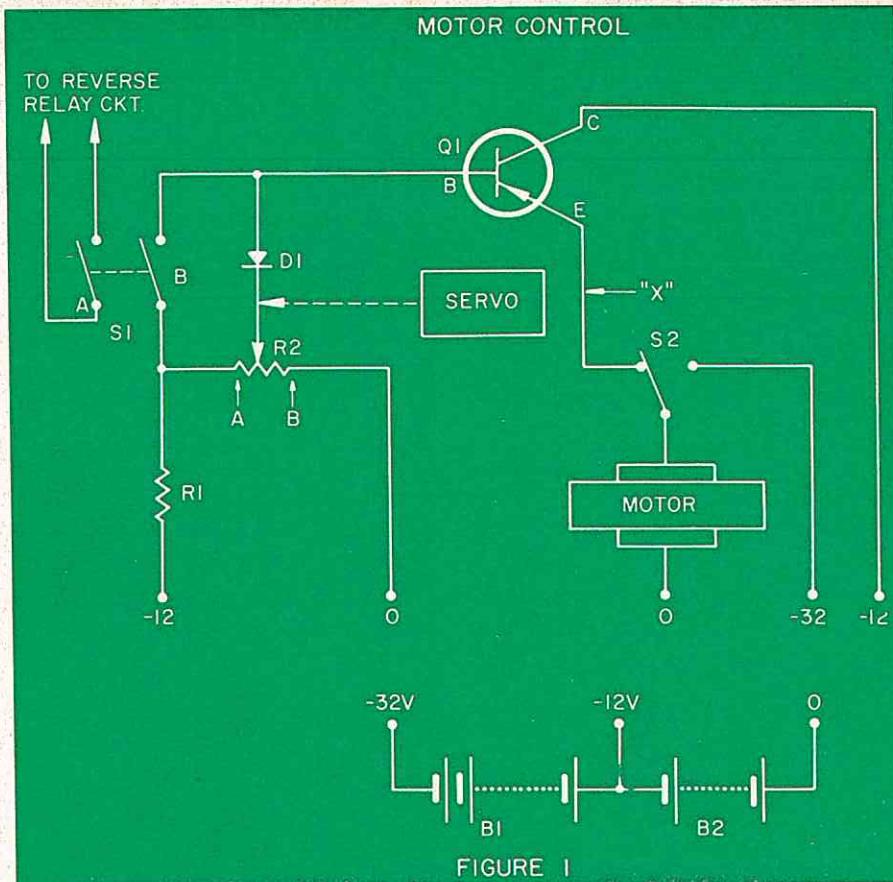 MOTOR CONTROL
TO REVERSE
RELAY CKT.
Q1
C
B
E
D1
B
SERVO
"X"
A
S1
R2
S2
A B
R1
MOTOR
-12 0 0 -32 -12
-32V -12V 0
B1 B2
FIGURE 1